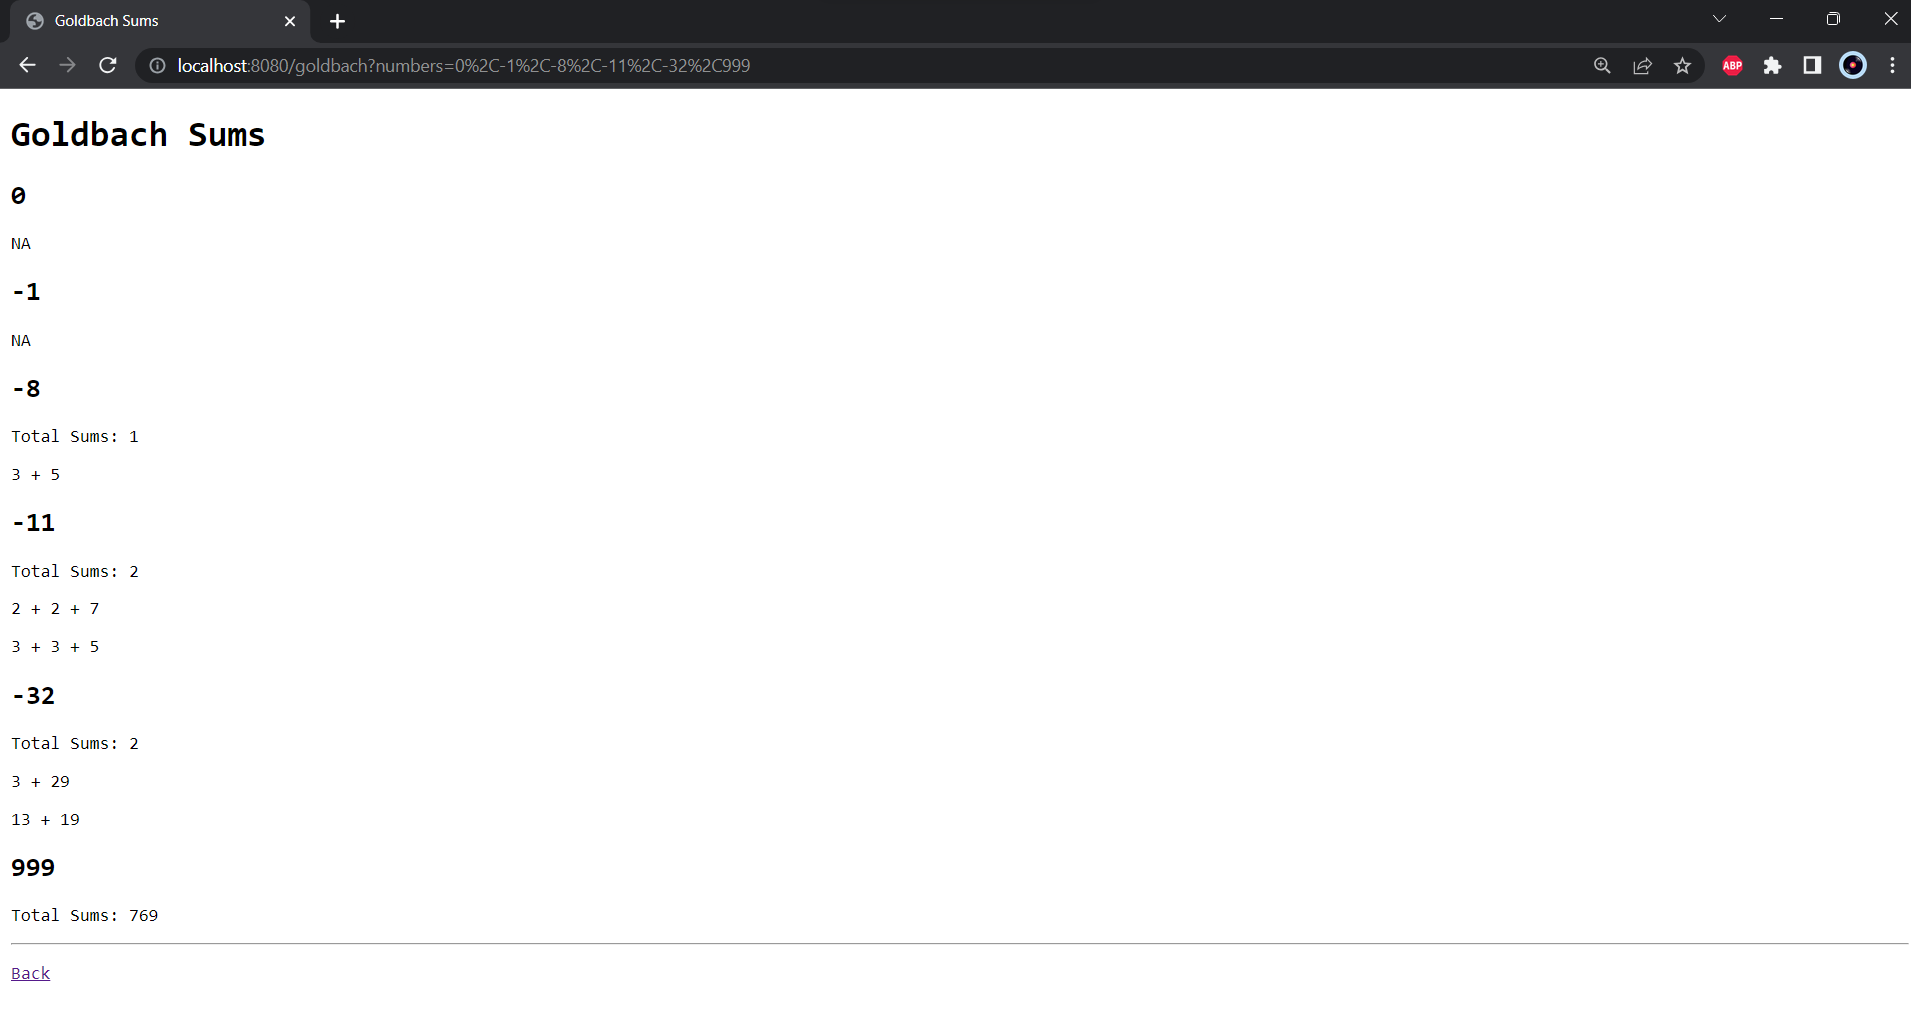 Goldbach Sums
localhost:8080/goldbach?numbers=0%2C-1%2C-8%2C-11%2C-32%2C999
ABP
Goldbach Sums
0
NA
-1
NA
-8
Total Sums: 1
3 + 5
-11
Total Sums: 2
2 + 2 + 7
3 + 3 + 5
-32
Total Sums: 2
3 + 29
13 + 19
999
Total Sums: 769
Back